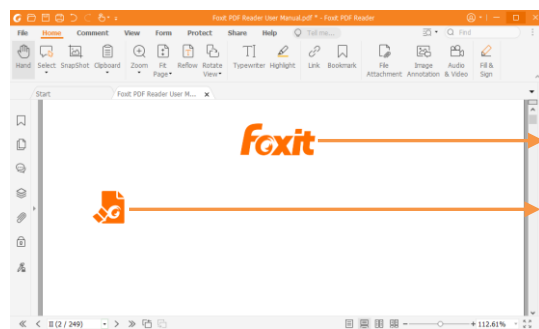 Foxit PDF Reader User Manual.pdf * - Foxit PDF Reader
File Home Comment View Form Protect Share Help Tell me... Find
Hand Select SnapShot Clipboard Zoom Fit Page Reflow Rotate View Typewriter Highlight Link Bookmark File Attachment Image Annotation Audio & Video Fill & Sign
Start Foxit PDF Reader User M...
Foxit
II (2 / 249) 112.61%